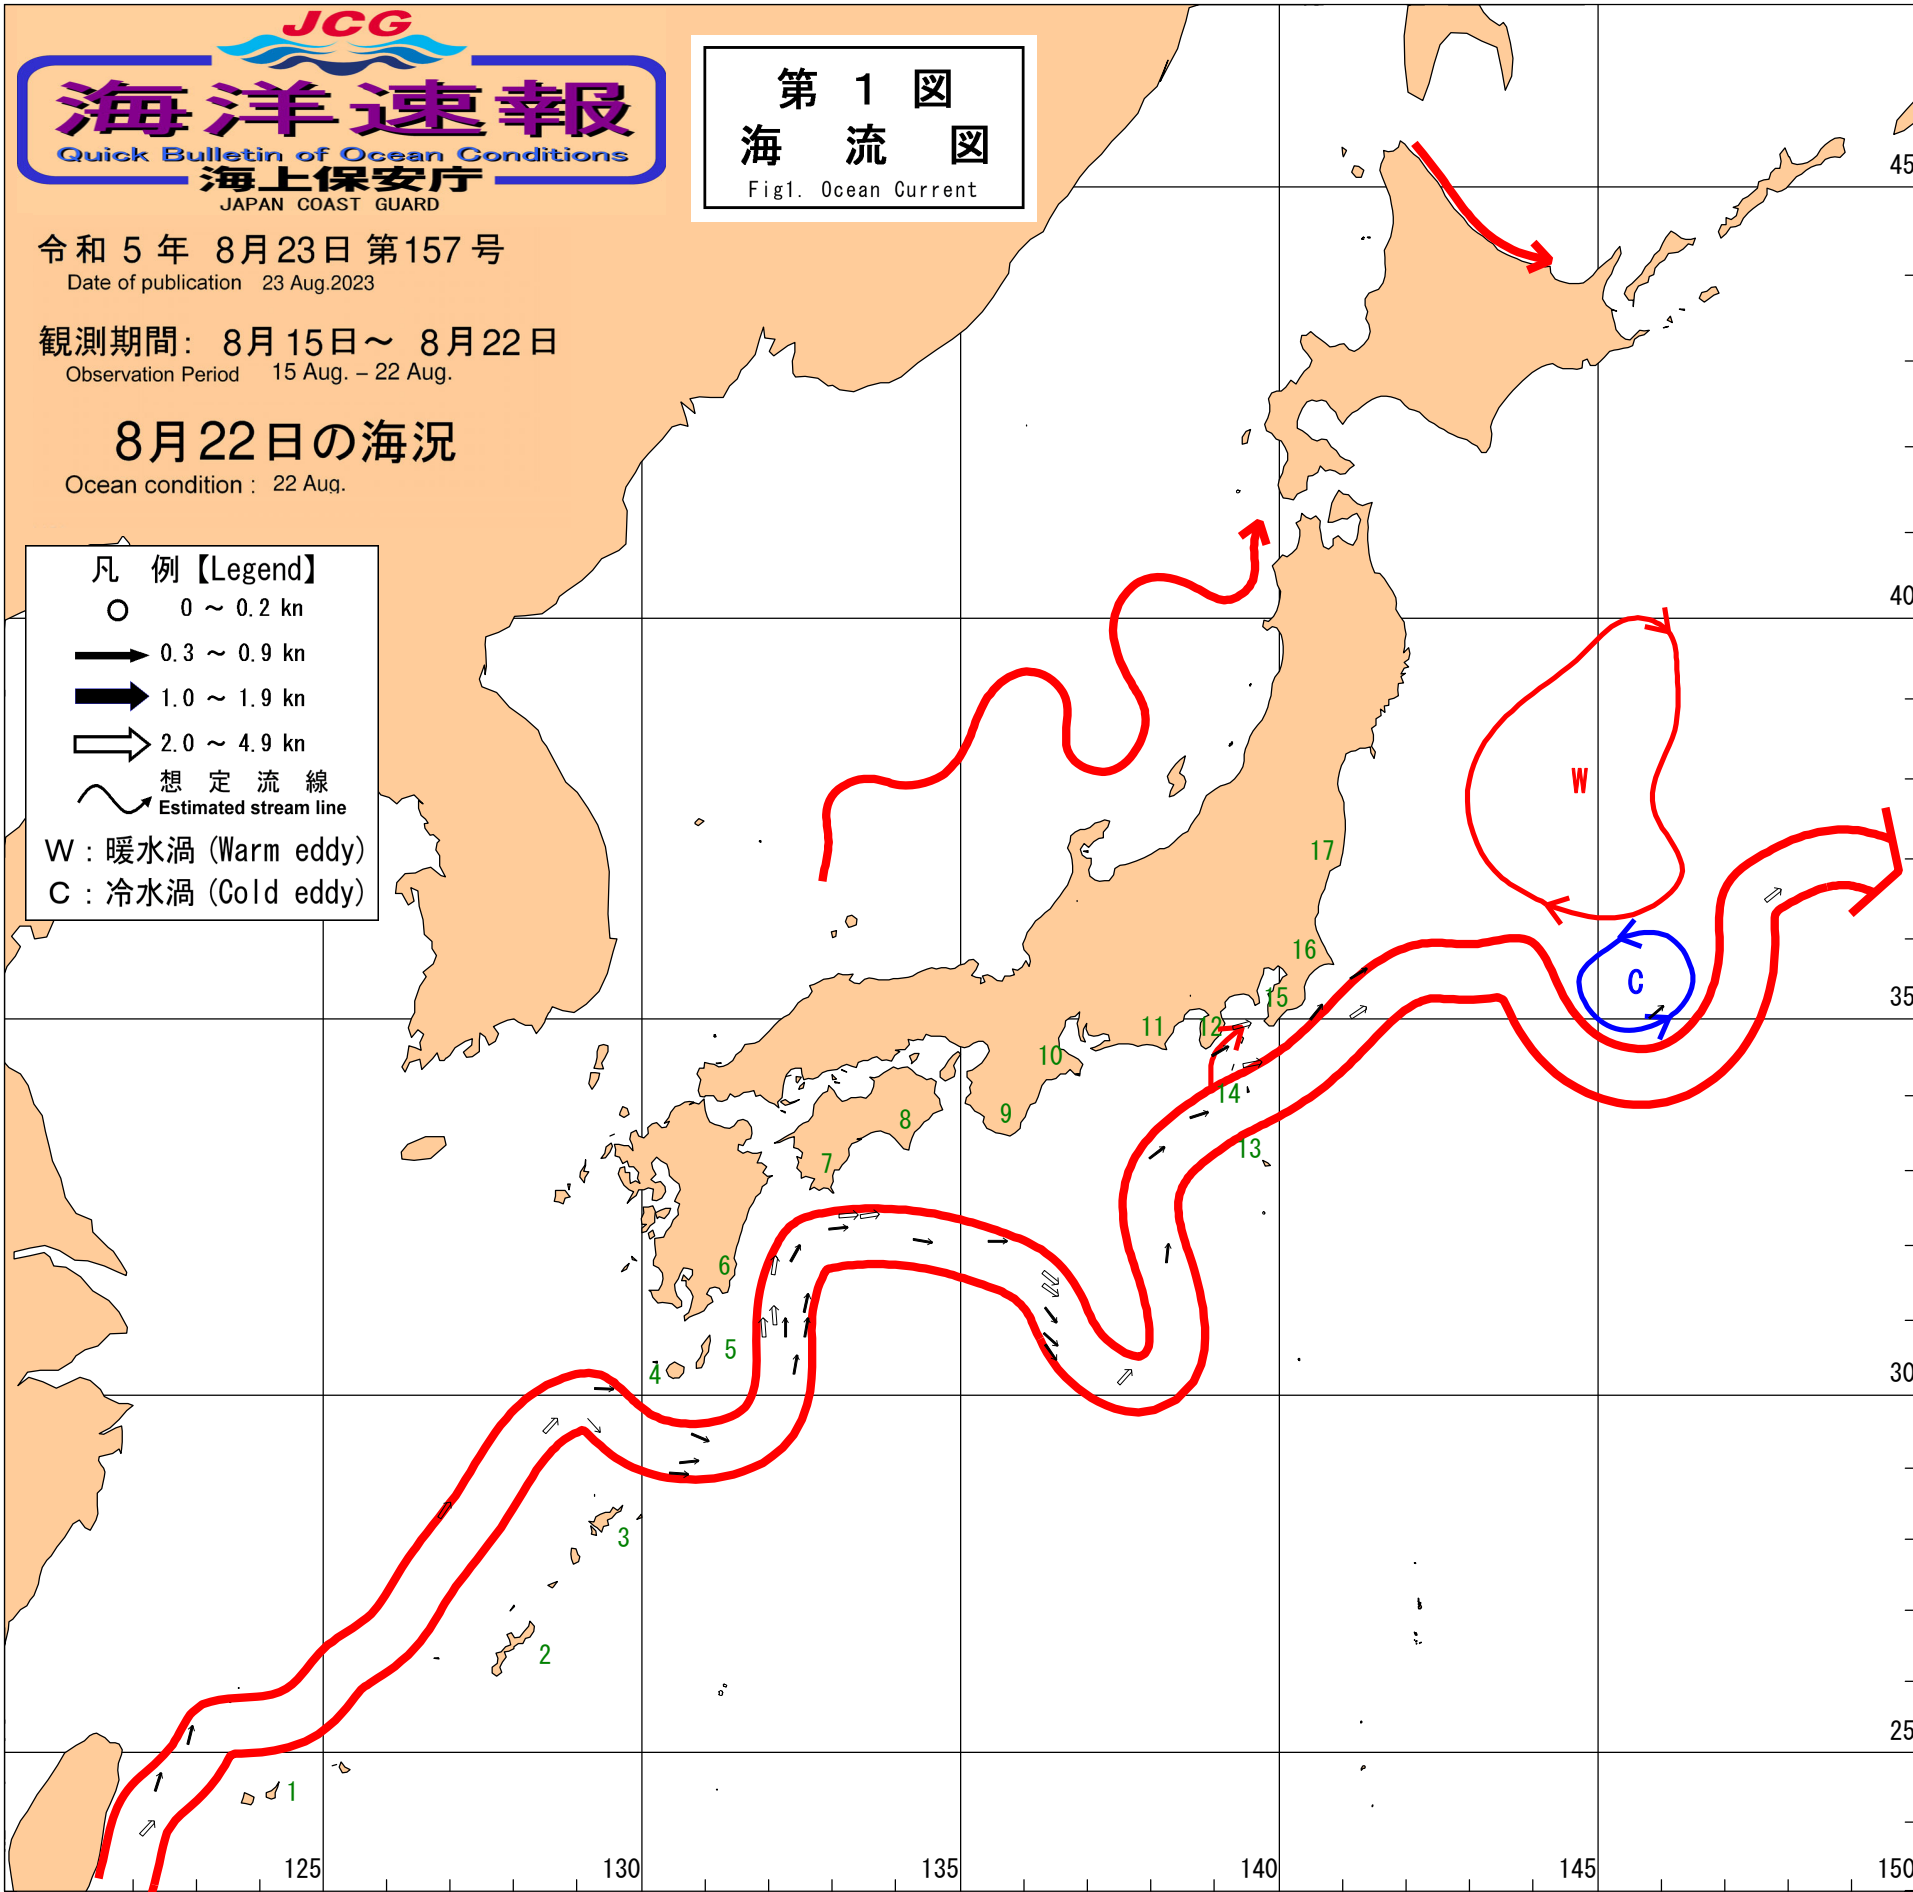 JCG
海洋速報
Quick Bulletin of Ocean Conditions
海上保安庁
JAPAN COAST GUARD
令和 5 年 8月23日 第157 号
Date of publication 23 Aug.2023
観測期間: 8月15日～ 8月22日
Observation Period 15 Aug. – 22 Aug.
8月22日の海況
Ocean condition : 22 Aug.
第 1 図
海 流 図
Fig1. Ocean Current
凡 例【Legend】
0 ～ 0.2 kn
0.3 ～ 0.9 kn
1.0 ～ 1.9 kn
2.0 ～ 4.9 kn
想 定 流 線
Estimated stream line
W : 暖水渦 (Warm eddy)
C : 冷水渦 (Cold eddy)
45
40
W
17
16
C
35
15
12
11
10
14
9
8
13
7
6
5
4
30
3
2
25
1
125
130
135
140
145
150